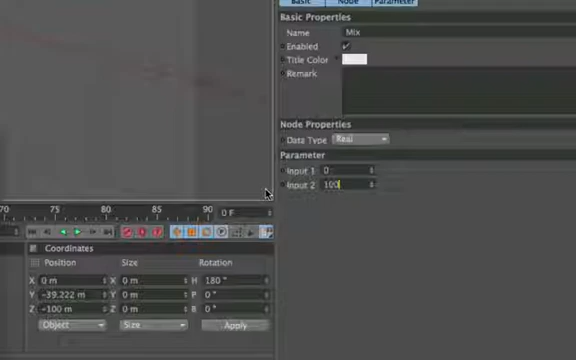 Basic Node Parameter
Basic Properties
Name Mix
Enabled
Title Color
Remark
Node Properties
Data Type Real
Parameter
Input 1 0
Input 2 100
70 75 80 85 90 0 F
Coordinates
Position Size Rotation
X 0 m X 0 m H 180 °
Y -39.222 m Y 0 m P 0 °
Z -100 m Z 0 m B 0 °
Object Size Apply